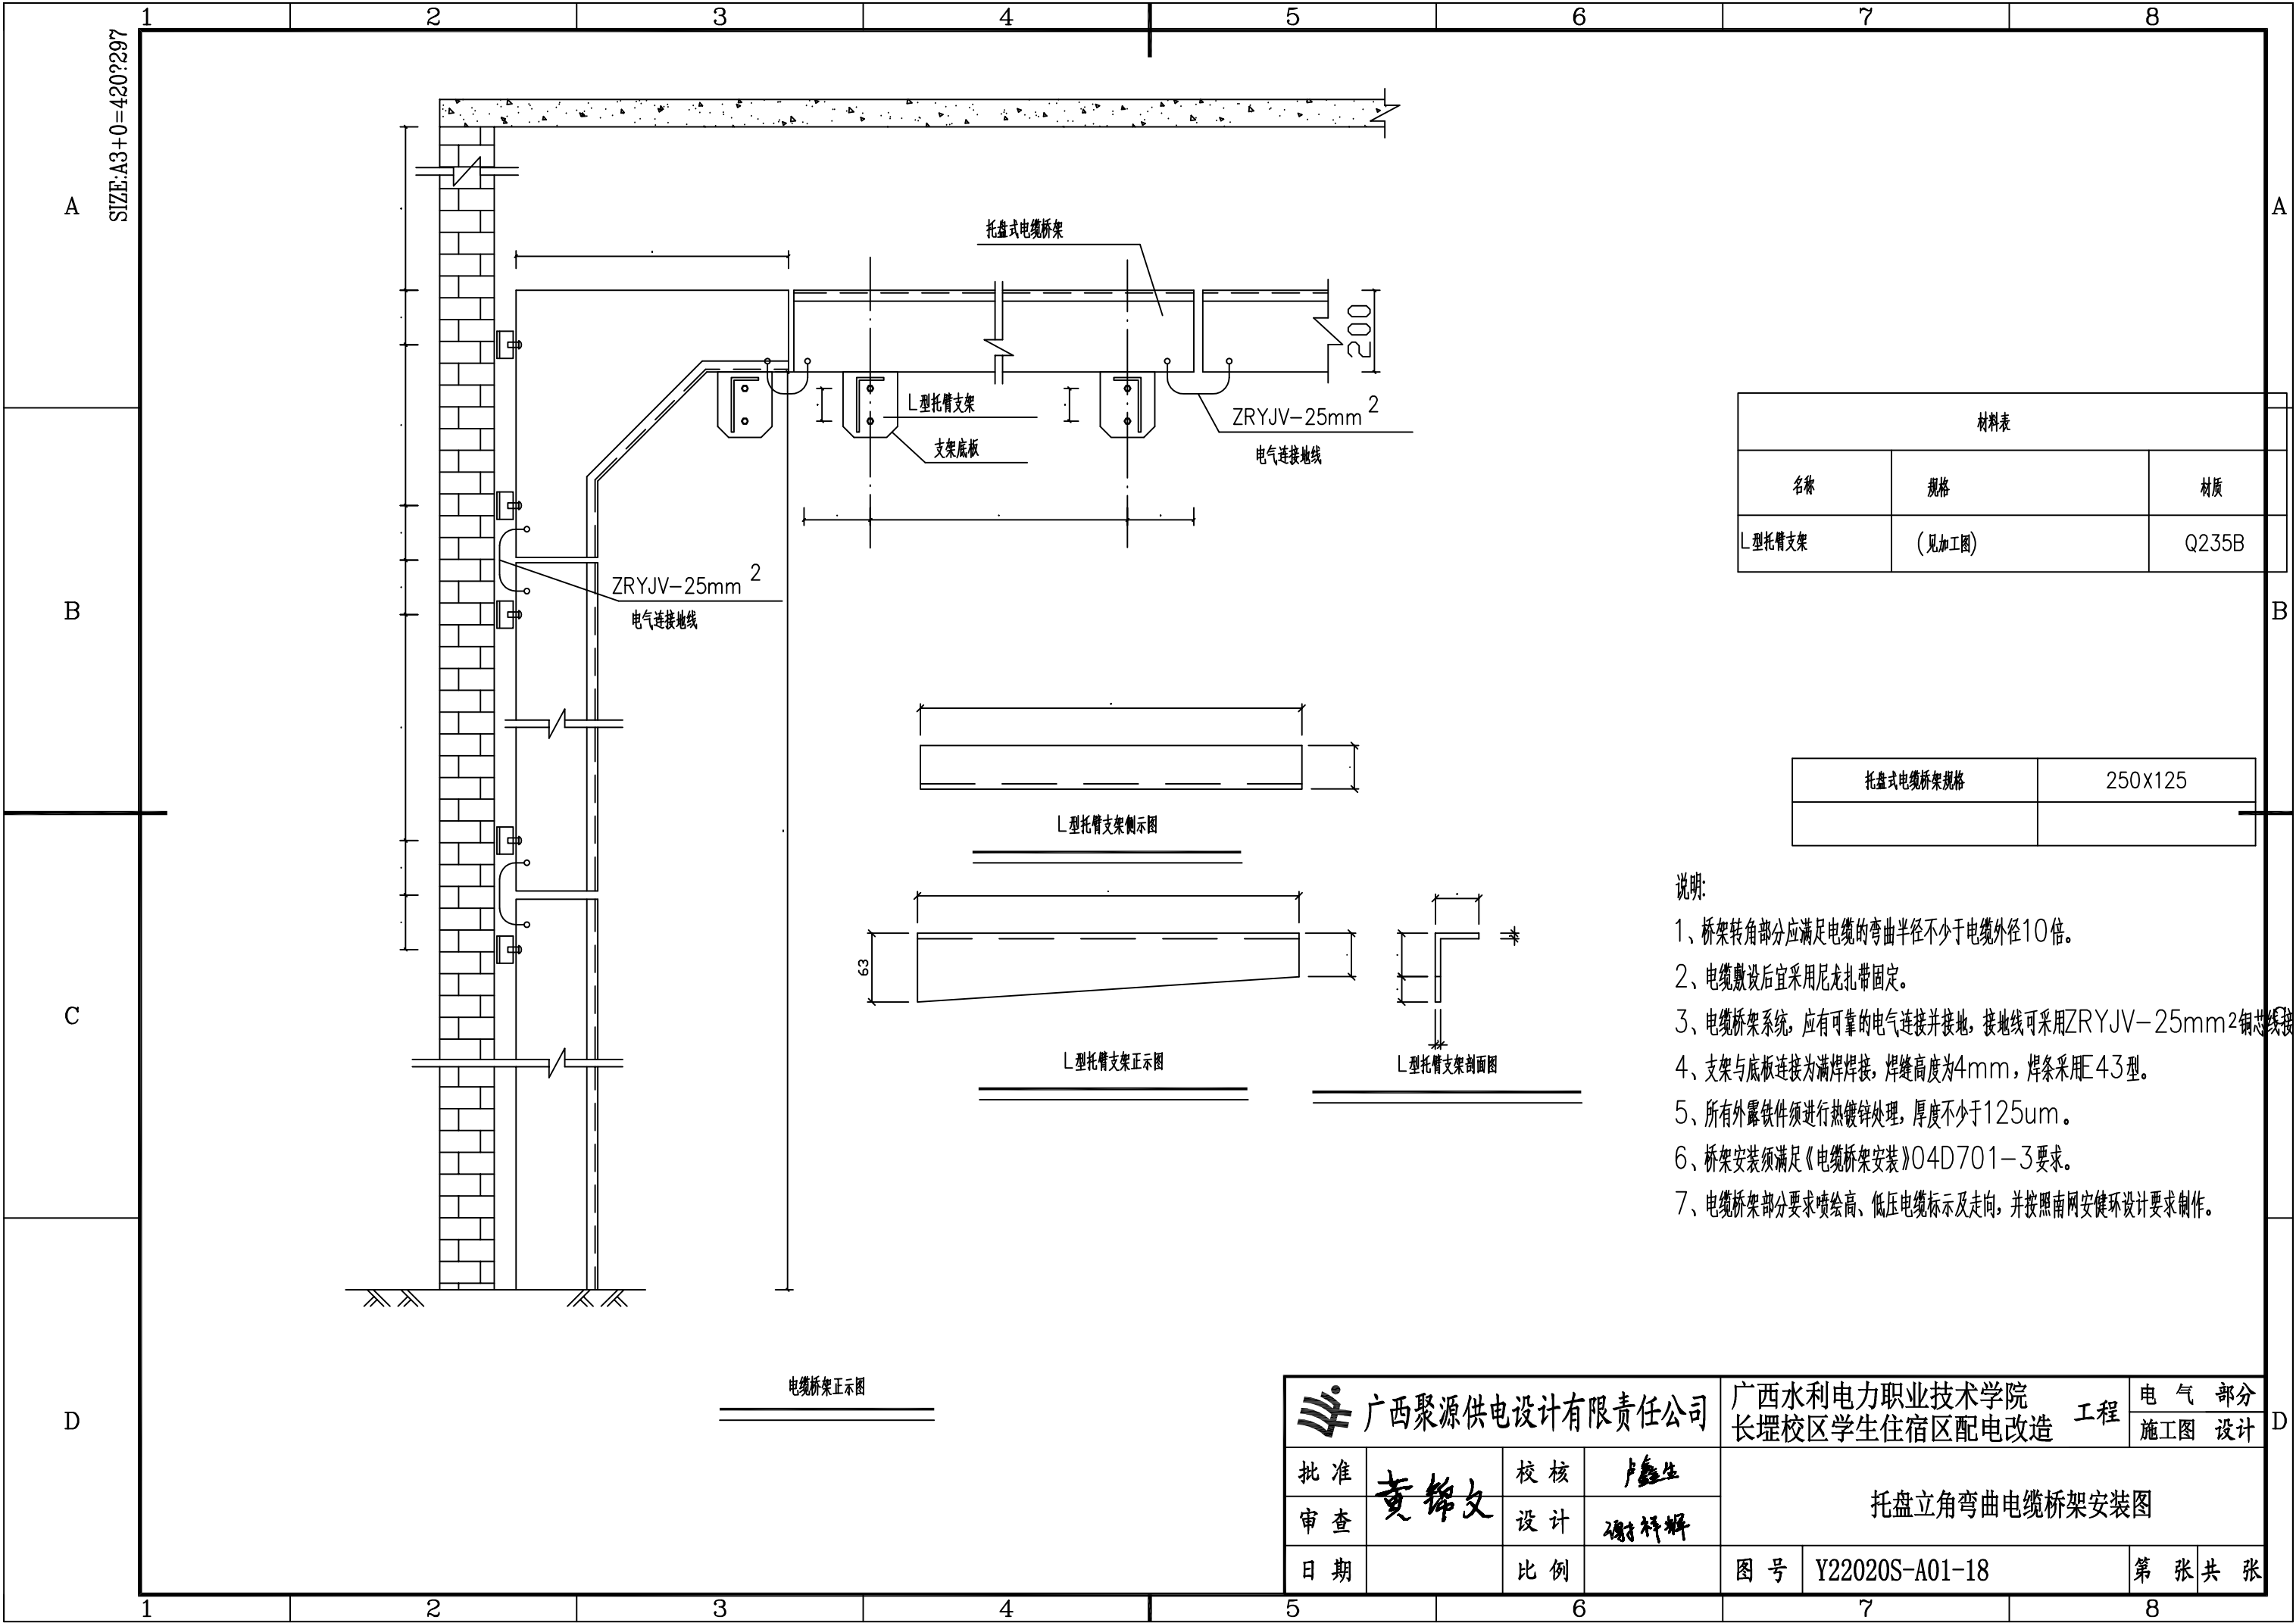 1 2 3 4 5 6 7 8
SIZE:A3+0=420?297
A A
托盘式电缆桥架
200
L型托臂支架
ZRYJV-25mm 2
支架底板
电气连接地线
材料表
名称 规格 材质
L型托臂支架 (见加工图) Q235B
ZRYJV-25mm 2
电气连接地线
B B
托盘式电缆桥架规格 250X125
L型托臂支架侧示图
说明:
1、桥架转角部分应满足电缆的弯曲半径不少于电缆外径10倍。
2、电缆敷设后宜采用尼龙扎带固定。
63
3、电缆桥架系统，应有可靠的电气连接并接地，接地线可采用ZRYJV-25mm2铜芯线接
C C
L型托臂支架正示图
L型托臂支架剖面图
4、支架与底板连接为满焊焊接，焊缝高度为4mm，焊条采用E43型。
5、所有外露铁件须进行热镀锌处理，厚度不少于125um。
6、桥架安装须满足《电缆桥架安装》04D701-3要求。
7、电缆桥架部分要求喷绘高、低压电缆标示及走向，并按照南网安健环设计要求制作。
电缆桥架正示图
D D
广西聚源供电设计有限责任公司
广西水利电力职业技术学院
长堽校区学生住宿区配电改造 工程
电 气 部分
施工图 设计
批 准 黄锦文 校 核 卢鑫生
审 查 设 计 谢祥辉
托盘立角弯曲电缆桥架安装图
日 期 比 例
图 号 Y22020S-A01-18 第 张 共 张
1 2 3 4 5 6 7 8